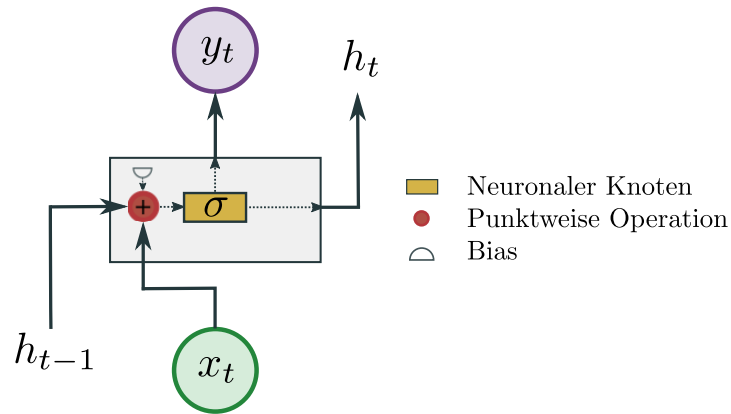 y_t
h_t
+
σ
h_{t−1}
x_t
Neuronaler Knoten
Punktweise Operation
Bias